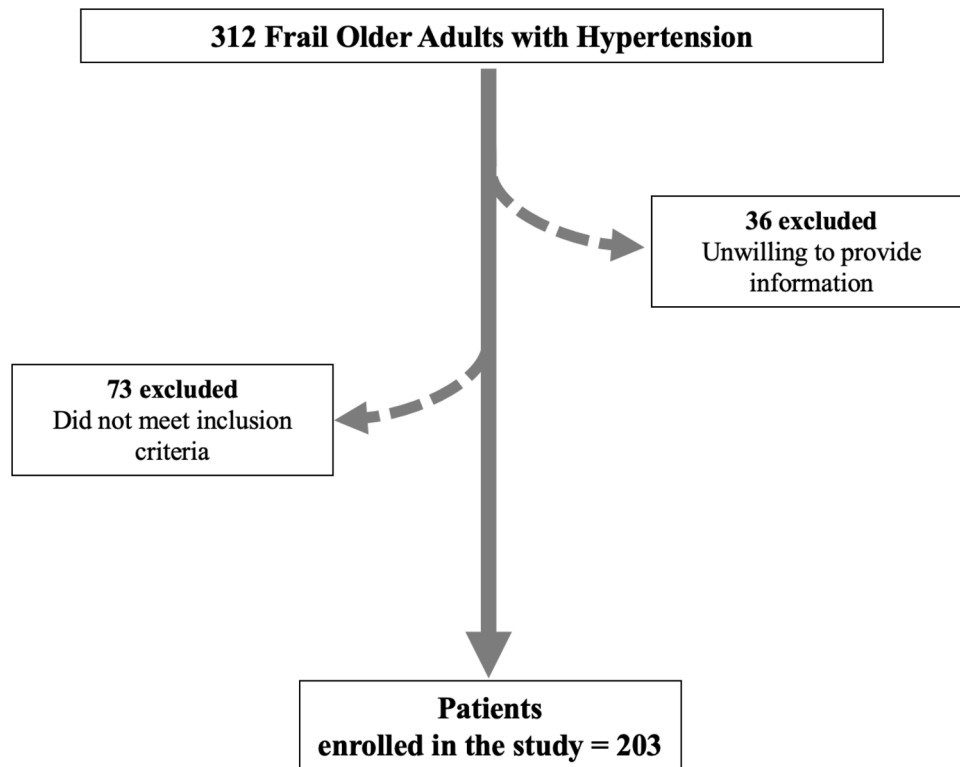 312 Frail Older Adults with Hypertension
36 excluded
Unwilling to provide
information
73 excluded
Did not meet inclusion
criteria
Patients
enrolled in the study = 203